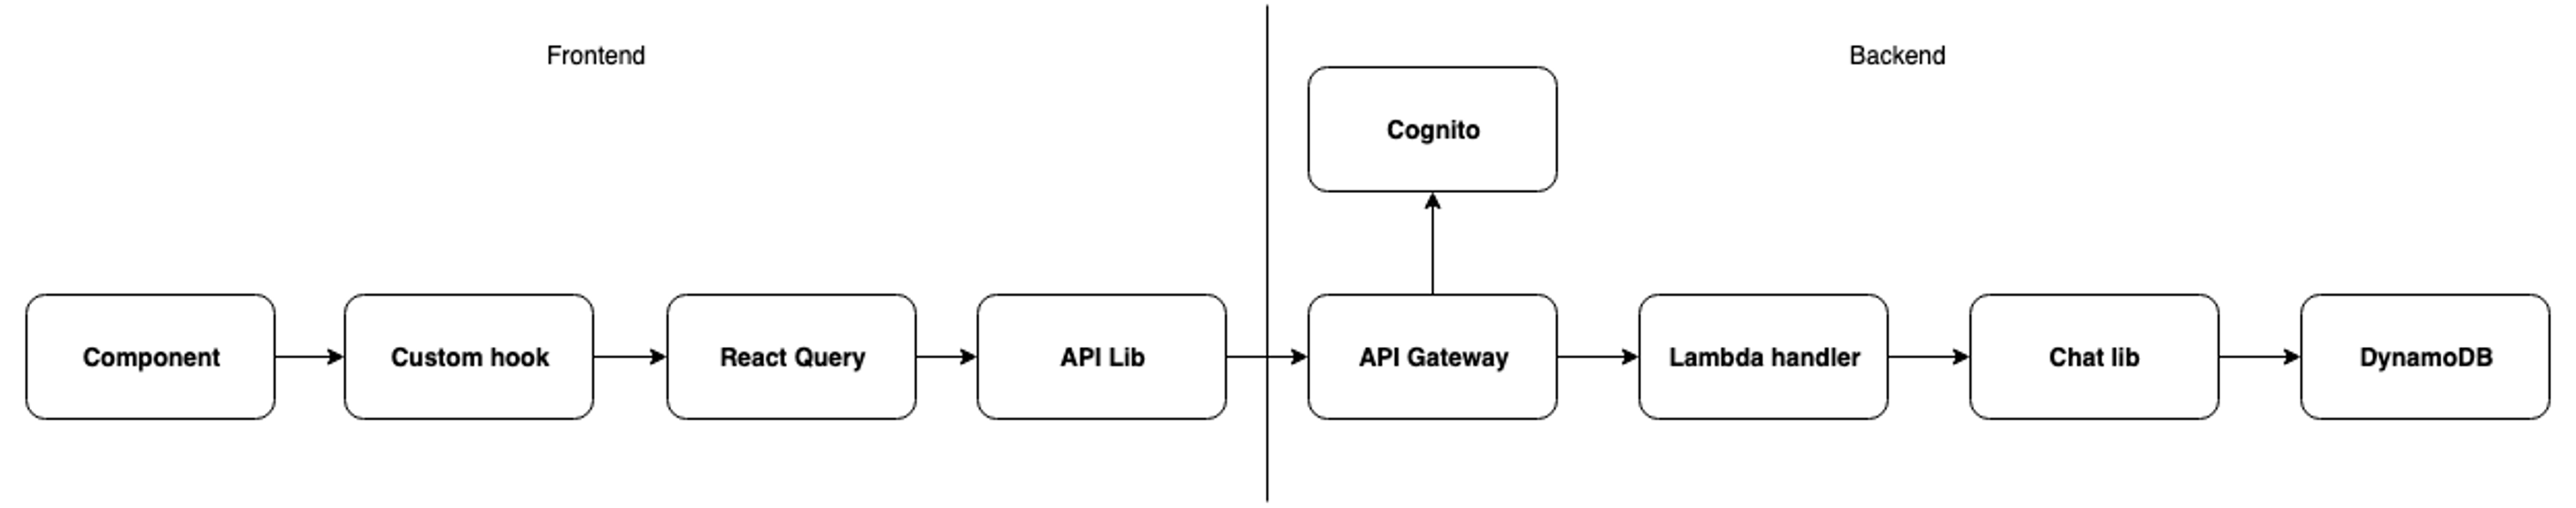 Frontend
Backend
Cognito
Component
Custom hook
React Query
API Lib
API Gateway
Lambda handler
Chat lib
DynamoDB